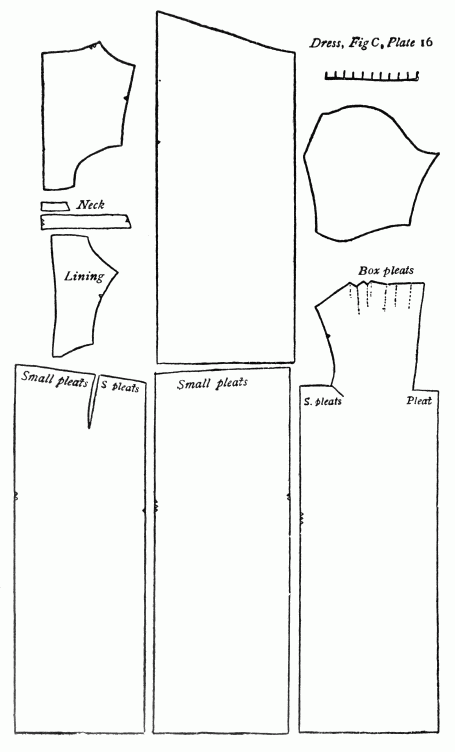 Dress, Fig C, Plate 16
Neck
Lining
Box pleats
Small pleats
S pleats
Small pleats
S. pleats
Pleat